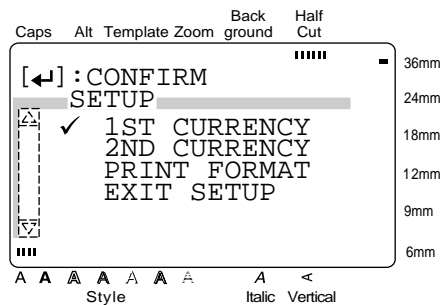 Caps Alt Template Zoom Back ground Half Cut
[↵]:CONFIRM
SETUP
✓ 1ST CURRENCY
2ND CURRENCY
PRINT FORMAT
EXIT SETUP
36mm
24mm
18mm
12mm
9mm
6mm
A A A A A A A A <
Style Italic Vertical